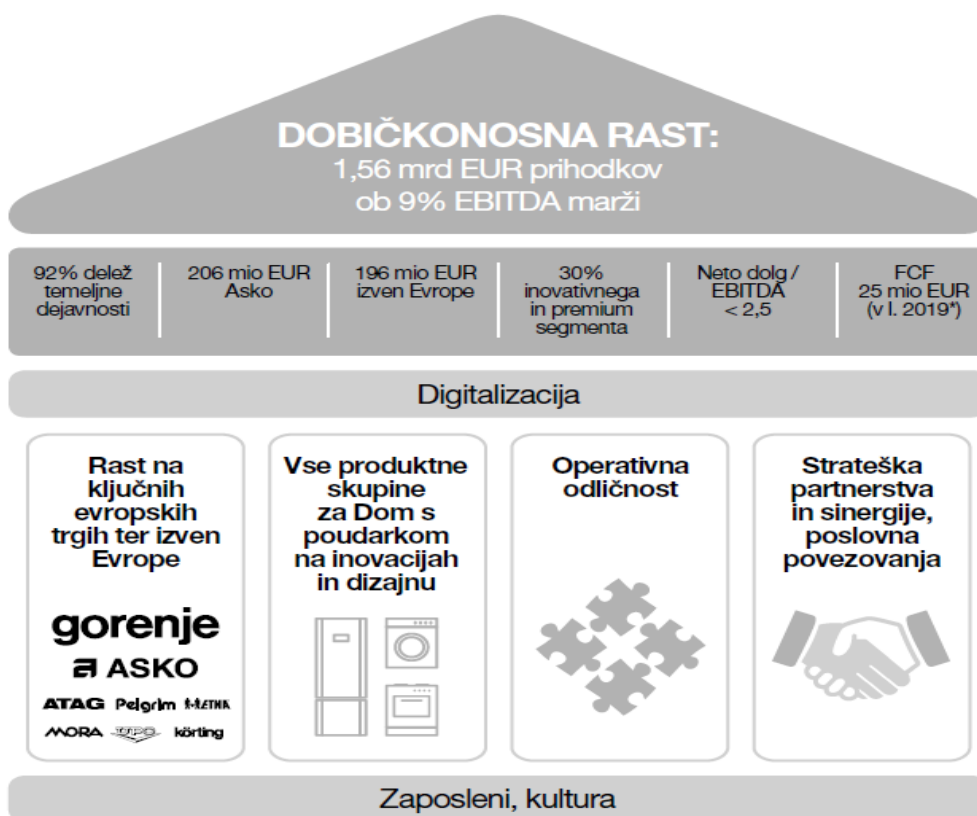 DOBIČKONOSNA RAST:
1,56 mrd EUR prihodkov
ob 9% EBITDA marži
92% delež
temeljne
dejavnosti
206 mio EUR
Asko
196 mio EUR
izven Evrope
30%
inovativnega
in premium
segmenta
Neto dolg /
EBITDA
< 2,5
FCF
25 mio EUR
(v l. 2019*)
Digitalizacija
Rast na
ključnih
evropskih
trgih ter izven
Evrope
gorenje
ASKO
ATAG Pelgrim ETNA
MORA UPO körting
Vse produktne
skupine
za Dom s
poudarkom
na inovacijah
in dizajnu
Operativna
odličnost
Strateška
partnerstva
in sinergije,
poslovna
povezovanja
Zaposleni, kultura